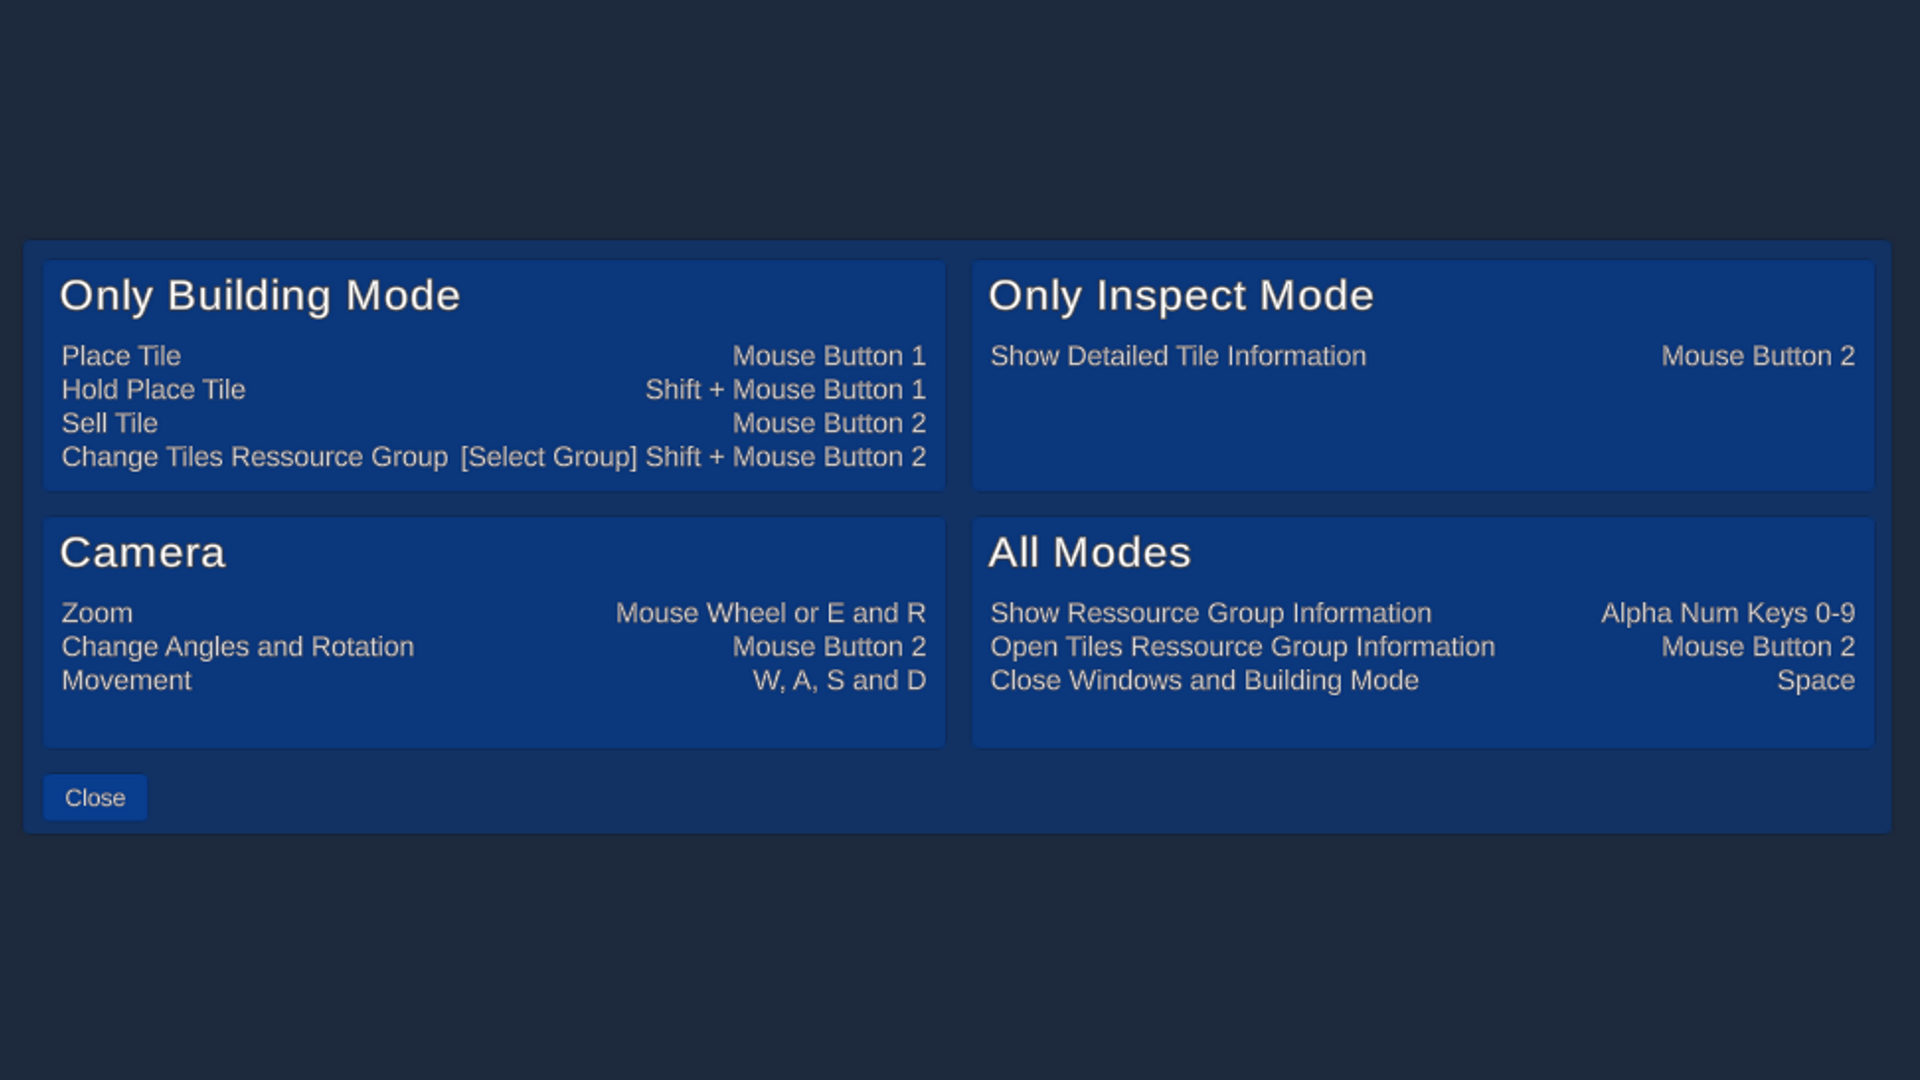 Only Building Mode
Place Tile Mouse Button 1
Hold Place Tile Shift + Mouse Button 1
Sell Tile Mouse Button 2
Change Tiles Ressource Group [Select Group] Shift + Mouse Button 2
Only Inspect Mode
Show Detailed Tile Information Mouse Button 2
Camera
Zoom Mouse Wheel or E and R
Change Angles and Rotation Mouse Button 2
Movement W, A, S and D
All Modes
Show Ressource Group Information Alpha Num Keys 0-9
Open Tiles Ressource Group Information Mouse Button 2
Close Windows and Building Mode Space
Close